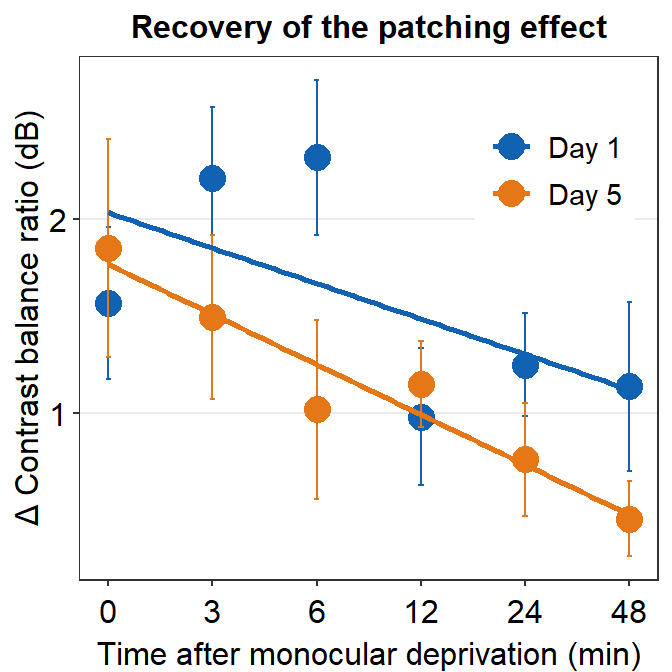 Recovery of the patching effect
Δ Contrast balance ratio (dB)
2
1
Day 1
Day 5
0 3 6 12 24 48
Time after monocular deprivation (min)